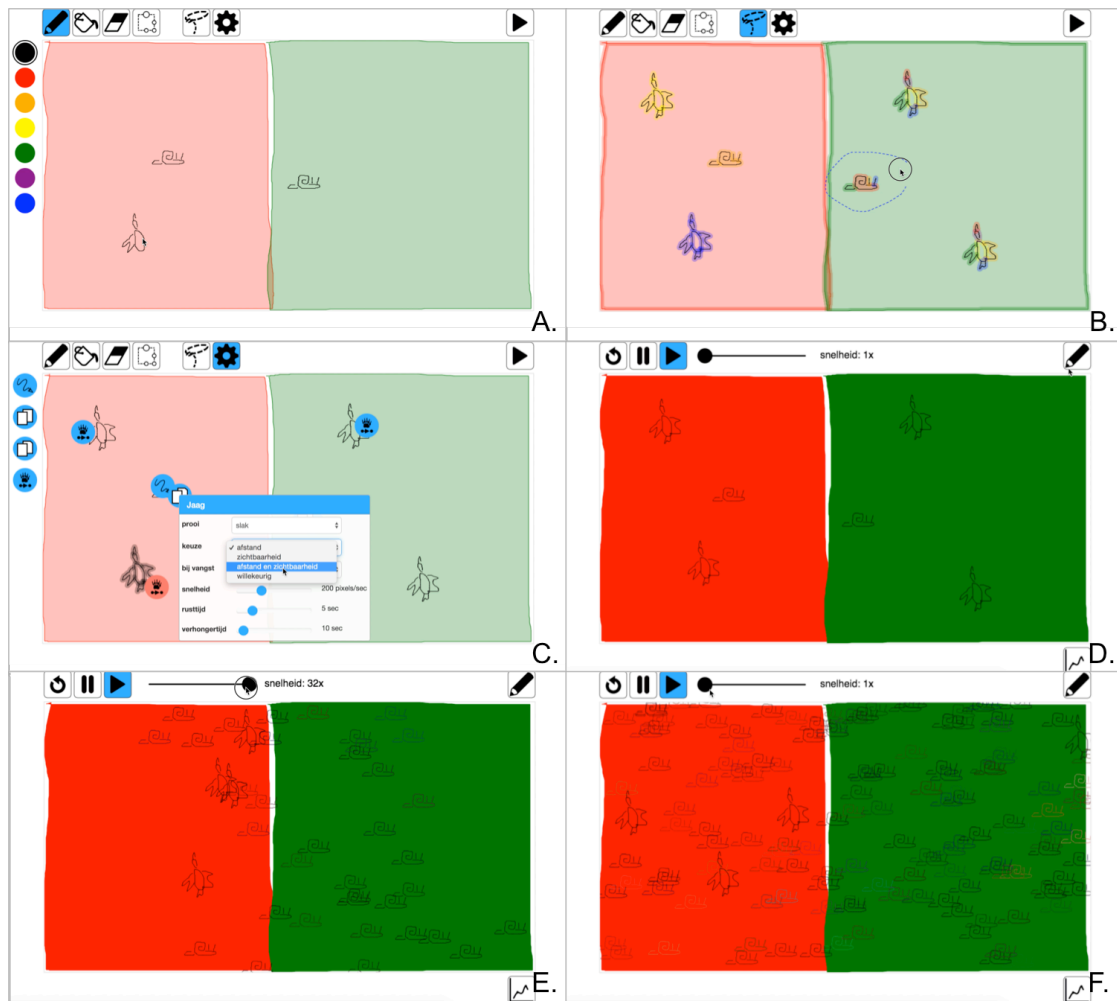 A.
B.
Jaag
prooi
slak
keuze
afstand
zichtbaarheid
afstand en zichtbaarheid
willekeurig
bij vangst
snelheid
200 pixels/sec
rusttijd
5 sec
verhongertijd
10 sec
C.
snelheid: 1x
D.
snelheid: 32x
E.
snelheid: 1x
F.